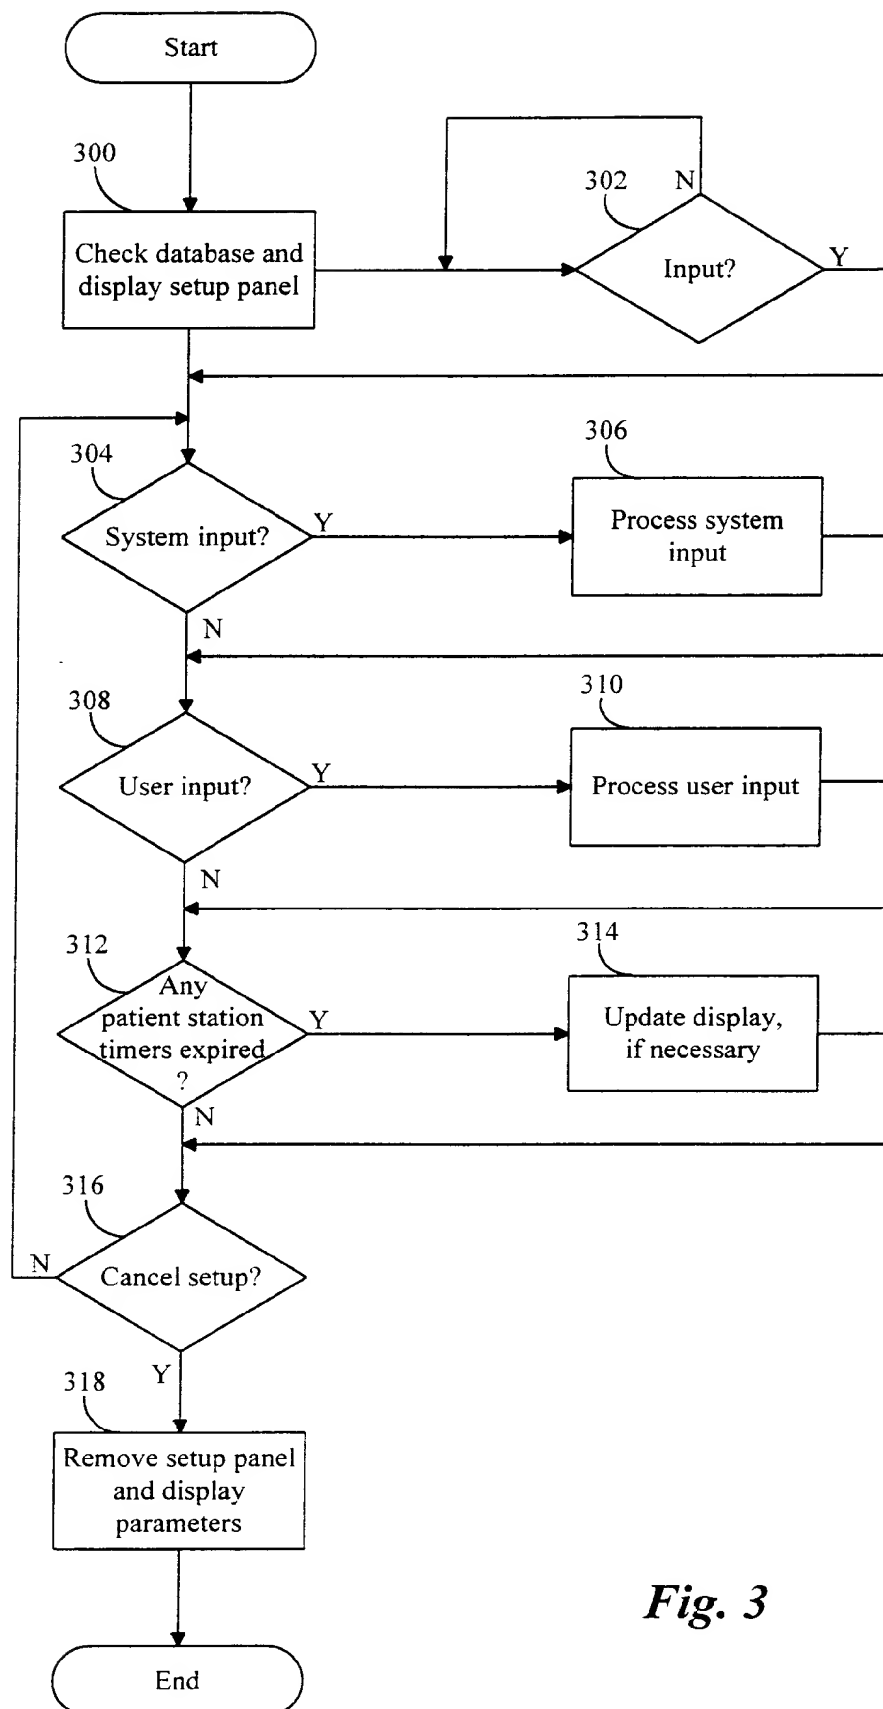 Start
300
Check database and
display setup panel
302
N
Input?
Y
304
System input?
Y
N
306
Process system
input
308
User input?
Y
N
310
Process user input
312
Any
patient station
timers expired
?
Y
N
314
Update display,
if necessary
316
N
Cancel setup?
Y
318
Remove setup panel
and display
parameters
End
Fig. 3